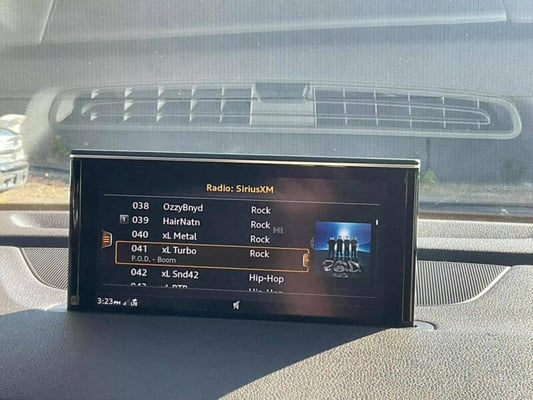 Radio: SiriusXM
038 OzzyBnyd Rock
1 039 HairNatn Rock
040 xL Metal Rock
041 xL Turbo Rock
P.O.D. - Boom
042 xL Snd42 Hip-Hop
3:23PM
P.O.D.